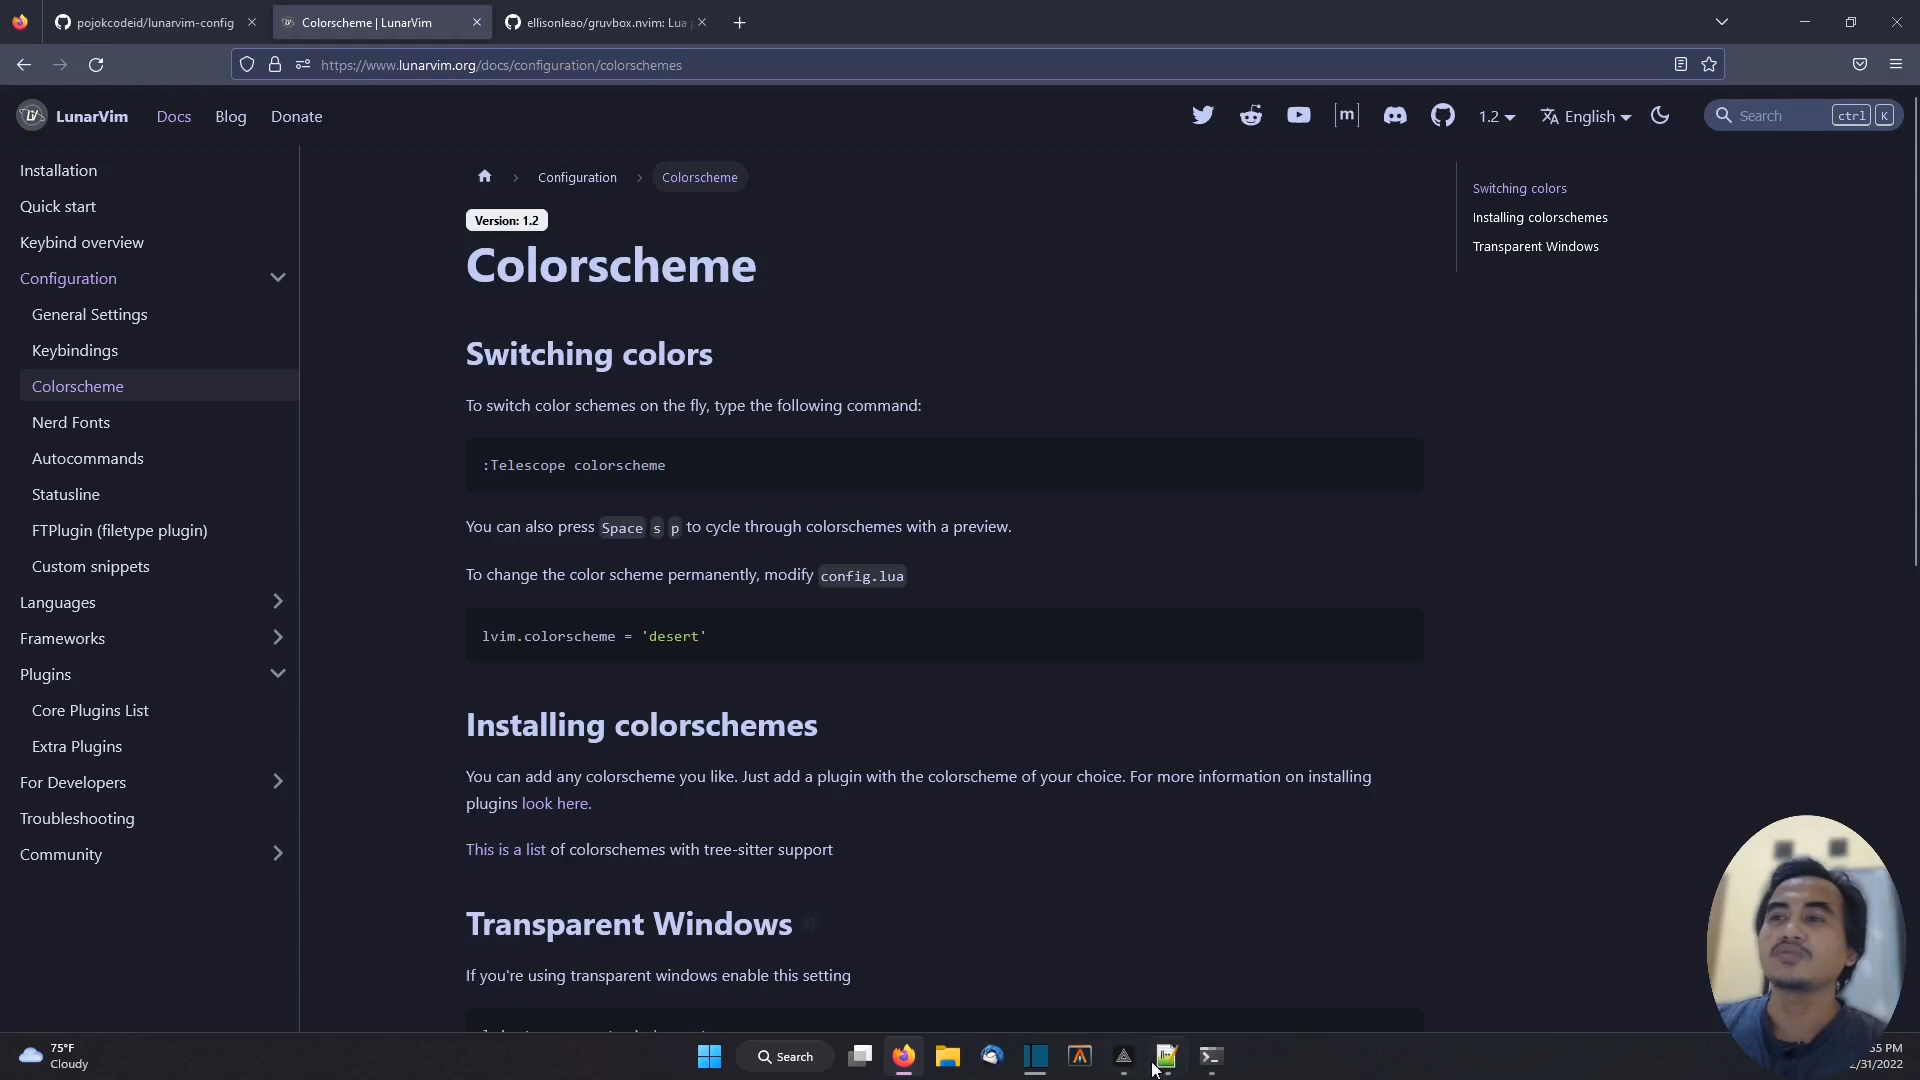 pojokcodeid/lunarvim-config
Colorscheme | LunarVim
ellisonleao/gruvbox.nvim: Lua
https://www.lunarvim.org/docs/configuration/colorschemes
LunarVim
Docs
Blog
Donate
m
1.2
English
Search
ctrl
K
Installation
Quick start
Keybind overview
Configuration
General Settings
Keybindings
Colorscheme
Nerd Fonts
Autocommands
Statusline
FTPlugin (filetype plugin)
Custom snippets
Languages
Frameworks
Plugins
Core Plugins List
Extra Plugins
For Developers
Troubleshooting
Community
Configuration
Colorscheme
Version: 1.2
Colorscheme
Switching colors
To switch color schemes on the fly, type the following command:
:Telescope colorscheme
You can also press Space s p to cycle through colorschemes with a preview.
To change the color scheme permanently, modify config.lua
lvim.colorscheme = 'desert'
Installing colorschemes
You can add any colorscheme you like. Just add a plugin with the colorscheme of your choice. For more information on installing
plugins look here.
This is a list of colorschemes with tree-sitter support
Transparent Windows
If you're using transparent windows enable this setting
Switching colors
Installing colorschemes
Transparent Windows
75°F
Cloudy
Search
55 PM
2/31/2022